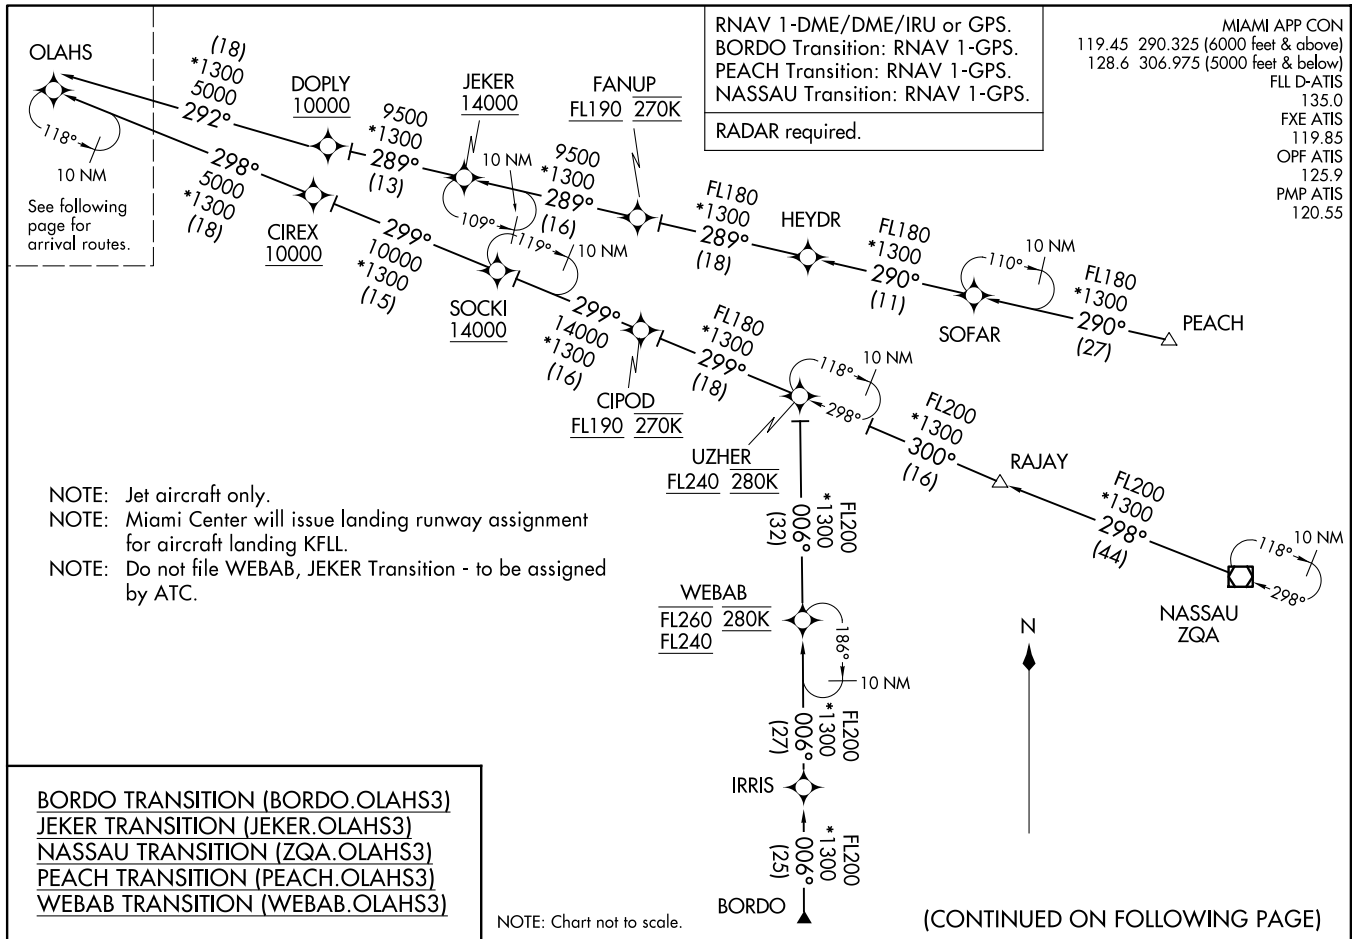 RNAV 1-DME/DME/IRU or GPS.
BORDO Transition: RNAV 1-GPS.
PEACH Transition: RNAV 1-GPS.
NASSAU Transition: RNAV 1-GPS.
RADAR required.
MIAMI APP CON
119.45 290.325 (6000 feet & above)
128.6 306.975 (5000 feet & below)
FLL D-ATIS
135.0
FXE ATIS
119.85
OPF ATIS
125.9
PMP ATIS
120.55
OLAHS
118°
10 NM
See following
page for
arrival routes.
(18)
*1300
5000
292°
DOPLY
10000
9500
*1300
289°
(13)
JEKER
14000
10 NM
109°
9500
*1300
289°
(16)
FANUP
FL190 270K
FL180
*1300
289°
(18)
HEYDR
FL180
*1300
290°
(11)
110°
10 NM
SOFAR
FL180
*1300
290°
(27)
PEACH
298°
5000
*1300
(18)
CIREX
10000
299°
10000
*1300
(15)
119°
10 NM
SOCKI
14000
299°
14000
*1300
(16)
CIPOD
FL190 270K
FL180
*1300
299°
(18)
118°
10 NM
298°
UZHER
FL240 280K
FL200
*1300
300°
(16)
RAJAY
FL200
*1300
298°
(44)
118°
10 NM
298°
NASSAU
ZQA
FL200
*1300
006°
(32)
WEBAB
FL260 280K
FL240
186°
10 NM
FL200
*1300
006°
(27)
IRRIS
FL200
*1300
006°
(25)
BORDO
N
NOTE: Jet aircraft only.
NOTE: Miami Center will issue landing runway assignment
for aircraft landing KFLL.
NOTE: Do not file WEBAB, JEKER Transition - to be assigned
by ATC.
BORDO TRANSITION (BORDO.OLAHS3)
JEKER TRANSITION (JEKER.OLAHS3)
NASSAU TRANSITION (ZQA.OLAHS3)
PEACH TRANSITION (PEACH.OLAHS3)
WEBAB TRANSITION (WEBAB.OLAHS3)
NOTE: Chart not to scale.
(CONTINUED ON FOLLOWING PAGE)